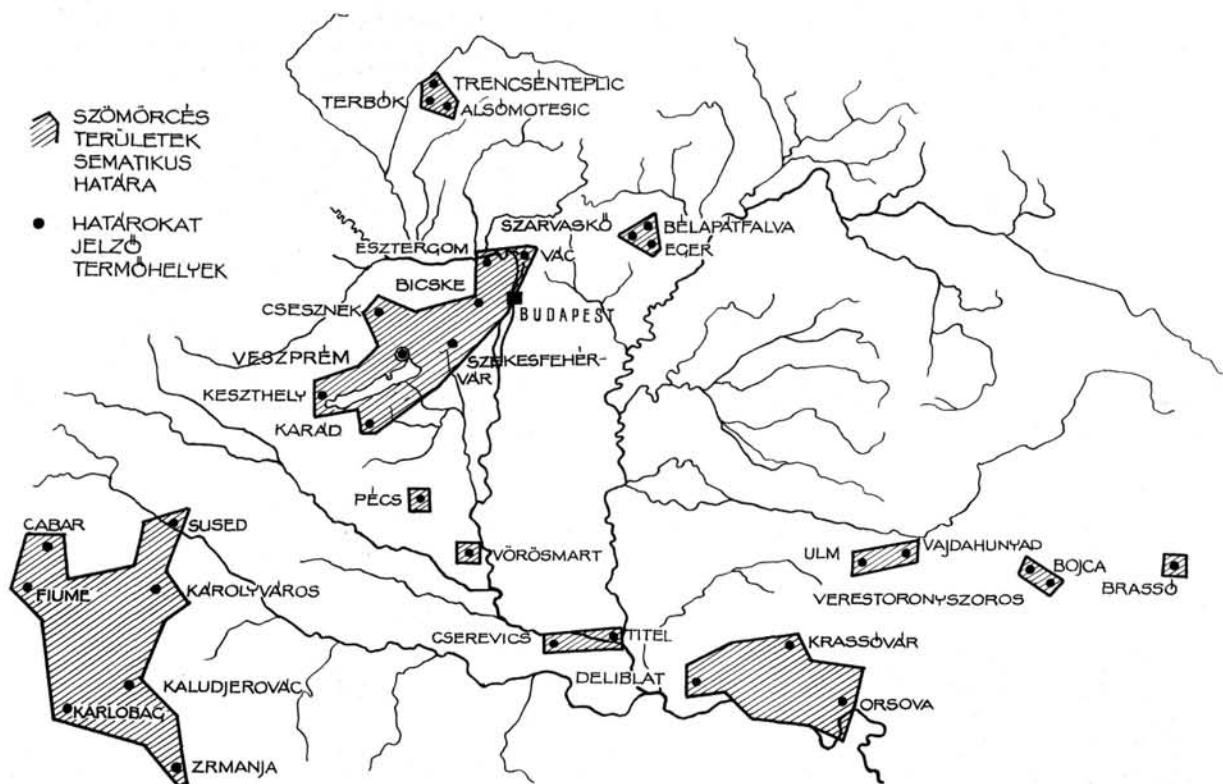 SZÖMÖRCÉS
TERÜLETEK
SEMATIKUS
HATÁRA
HATÁROKAT
JELZŐ
TERMŐHELYEK
TRENCSÉNTEPLIC
TERBÓK
ALSÓMOTESIC
SZARVASKŐ
BÉLAPÁTFALVA
EGER
ESZTERGOM
VÁC
BICSKE
CSESZNEK
BUDAPEST
VESZPRÉM
SZÉKESFEHÉR-
VÁR
KESZTHELY
KARÁD
PÉCS
VÖRÖSMART
CABAR
SUSED
FIUME
KÁROLYVÁROS
ULM
VAJDAHUNYAD
BOJCA
BRASSÓ
VERESTORONYSZOROS
CSEREVICS
TITEL
KRASSÓVÁR
DELIBLAT
KALUDJEROVÁC
KARLOBAG
ORSOVA
ZRMANJA